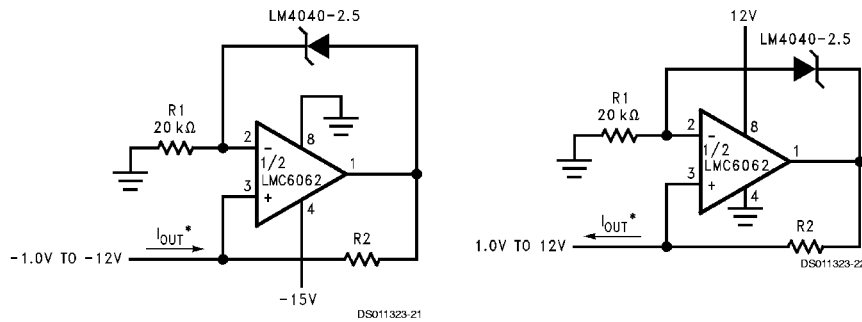 LM4040-2.5
R1
20 kΩ
2
−
8
1/2
LMC6062
1
3
+
4
IOUT*
R2
-1.0V TO -12V
-15V
DS011323-21
12V
LM4040-2.5
R1
20 kΩ
2
−
8
1/2
LMC6062
1
3
+
4
IOUT*
R2
1.0V TO 12V
DS011323-22